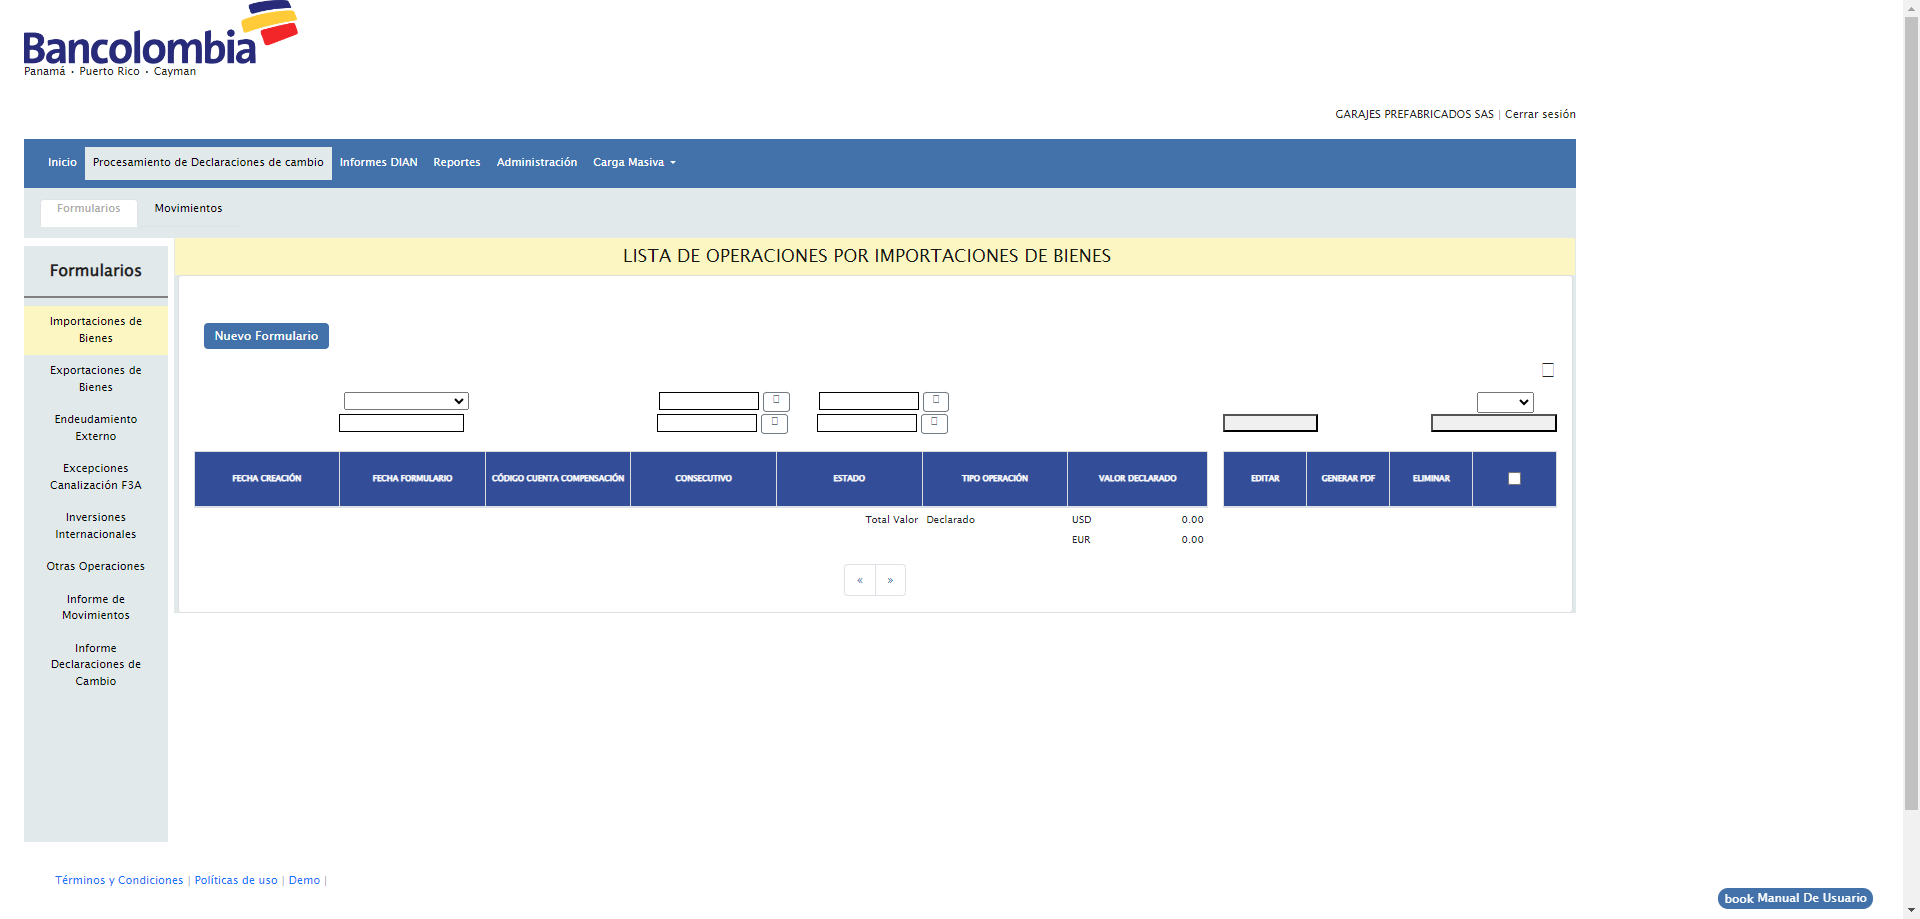 Bancolombia
Panamá · Puerto Rico · Cayman
GARAJES PREFABRICADOS SAS | Cerrar sesión
Inicio Procesamiento de Declaraciones de cambio Informes DIAN Reportes Administración Carga Masiva
Formularios Movimientos
Formularios
Importaciones de
Bienes
Exportaciones de
Bienes
Endeudamiento
Externo
Excepciones
Canalización F3A
Inversiones
Internacionales
Otras Operaciones
Informe de
Movimientos
Informe
Declaraciones de
Cambio
LISTA DE OPERACIONES POR IMPORTACIONES DE BIENES
Nuevo Formulario
FECHA CREACIÓN FECHA FORMULARIO CÓDIGO CUENTA COMPENSACIÓN CONSECUTIVO ESTADO TIPO OPERACIÓN VALOR DECLARADO EDITAR GENERAR PDF ELIMINAR
Total Valor Declarado USD 0.00
EUR 0.00
« »
Términos y Condiciones | Políticas de uso | Demo |
book Manual De Usuario